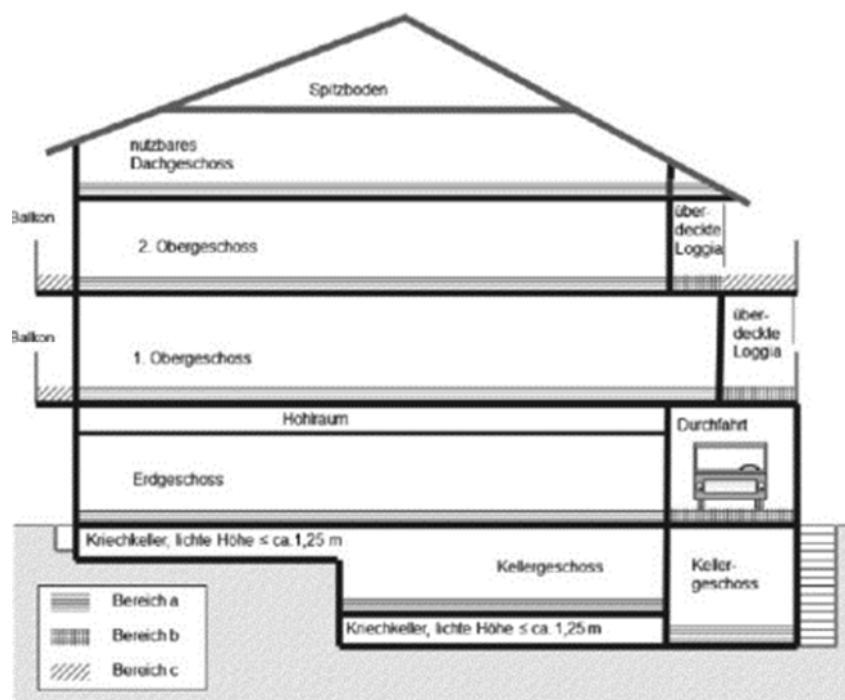 Spitzboden
nutzbares
Dachgeschoss
Balkon
2. Obergeschoss
über-
deckte
Loggia
Balkon
1. Obergeschoss
über-
deckte
Loggia
Hohlraum
Durchfahrt
Erdgeschoss
Kriechkeller, lichte Höhe ≤ ca.1,25 m
Kellergeschoss
Keller-
geschoss
Kriechkeller, lichte Höhe ≤ ca. 1,25 m
Bereich a
Bereich b
Bereich c